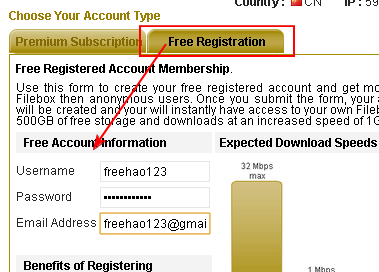 Country: CN IP: 59
Choose Your Account Type
Premium Subscription Free Registration
Free Registered Account Membership.
Use this form to create your free registered account and get mo
Filebox then anonymous users. Once you submit the form, your a
will be created and your will instantly have access to your own Fileb
500GB of free storage and downloads at an increased speed of 1
Free Account Information Expected Download Speeds
Username freehao123
32 Mbps
max
Password ••••••••••••
Email Address freehao123@gmai
Benefits of Registering
1 Mbps